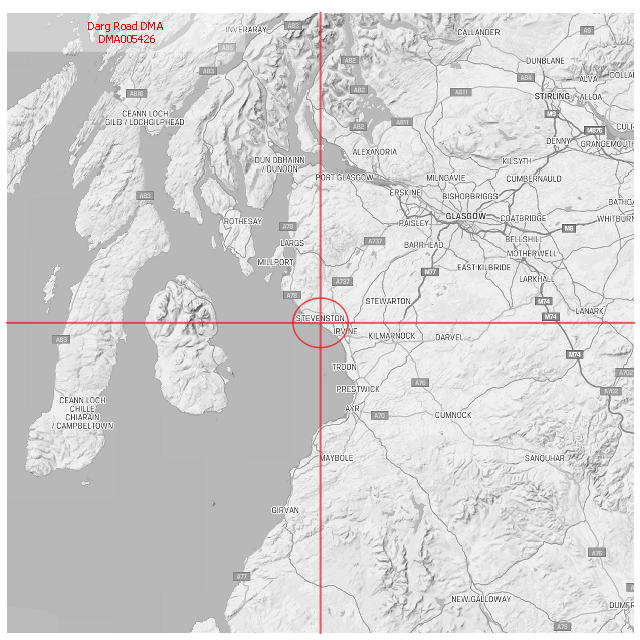 Darg Road DMA
DMA005426
INVERARAY
A83
A85
A83
A82
CALLANDER
A9
DUNBLANE
A84
ALVA
A816
A82
A811
STIRLING
ALLOA
CEANN LOCH
GILB / LOCHGILPHEAD
A82
A811
M9
M876
DENNY
GRANGEMOUTH
ALEXANDRIA
DUN OBHAINN
/ DUNOON
KILSYTH
PORT GLASGOW
MILNGAVIE
CUMBERNAULD
A83
ERSKINE
BISHOPBRIGGS
ROTHESAY
A78
PAISLEY
GLASGOW
COATBRIDGE
M8
WHITBURN
LARGS
A737
BARRHEAD
BELLSHILL
MOTHERWELL
MILLPORT
M77
EAST KILBRIDE
A737
LARKHALL
A78
STEWARTON
M74
LANARK
STEVENSTON
M74
IRVINE
KILMARNOCK
DARVEL
A83
M74
TROON
A702
PRESTWICK
A76
A702
CEANN LOCH
CHILLE
CHIARAIN
/ CAMPBELTOWN
AYR
A70
CUMNOCK
MAYBOLE
SANQUHAR
GIRVAN
A76
A77
NEW GALLOWAY
A75